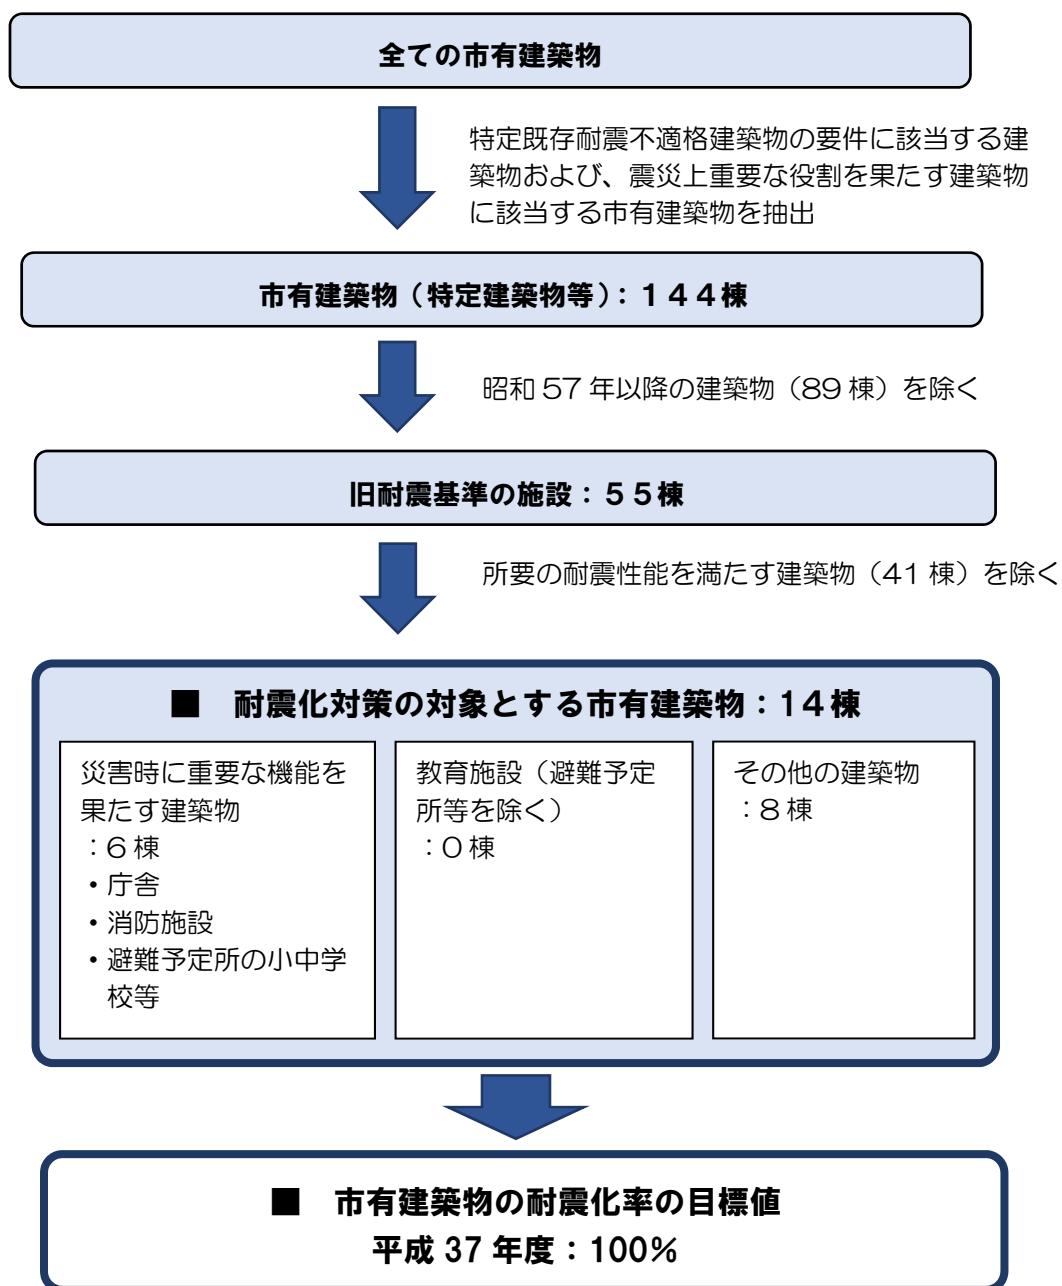 全ての市有建築物
特定既存耐震不適格建築物の要件に該当する建
築物および、震災上重要な役割を果たす建築物
に該当する市有建築物を抽出
市有建築物（特定建築物等）：１４４棟
昭和 57 年以降の建築物（89 棟）を除く
旧耐震基準の施設：５５棟
所要の耐震性能を満たす建築物（41 棟）を除く
■　耐震化対策の対象とする市有建築物：14棟
災害時に重要な機能を
果たす建築物
：6 棟
・庁舎
・消防施設
・避難予定所の小中学
校等
教育施設（避難予定
所等を除く）
：0 棟
その他の建築物
：8 棟
■　市有建築物の耐震化率の目標値
平成 37 年度：100％